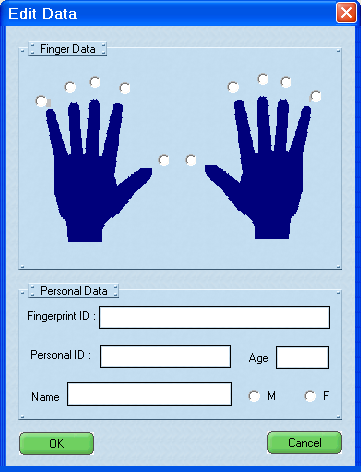 Edit Data
Finger Data
Personal Data
Fingerprint ID :
Personal ID :
Age
Name
M
F
OK
Cancel